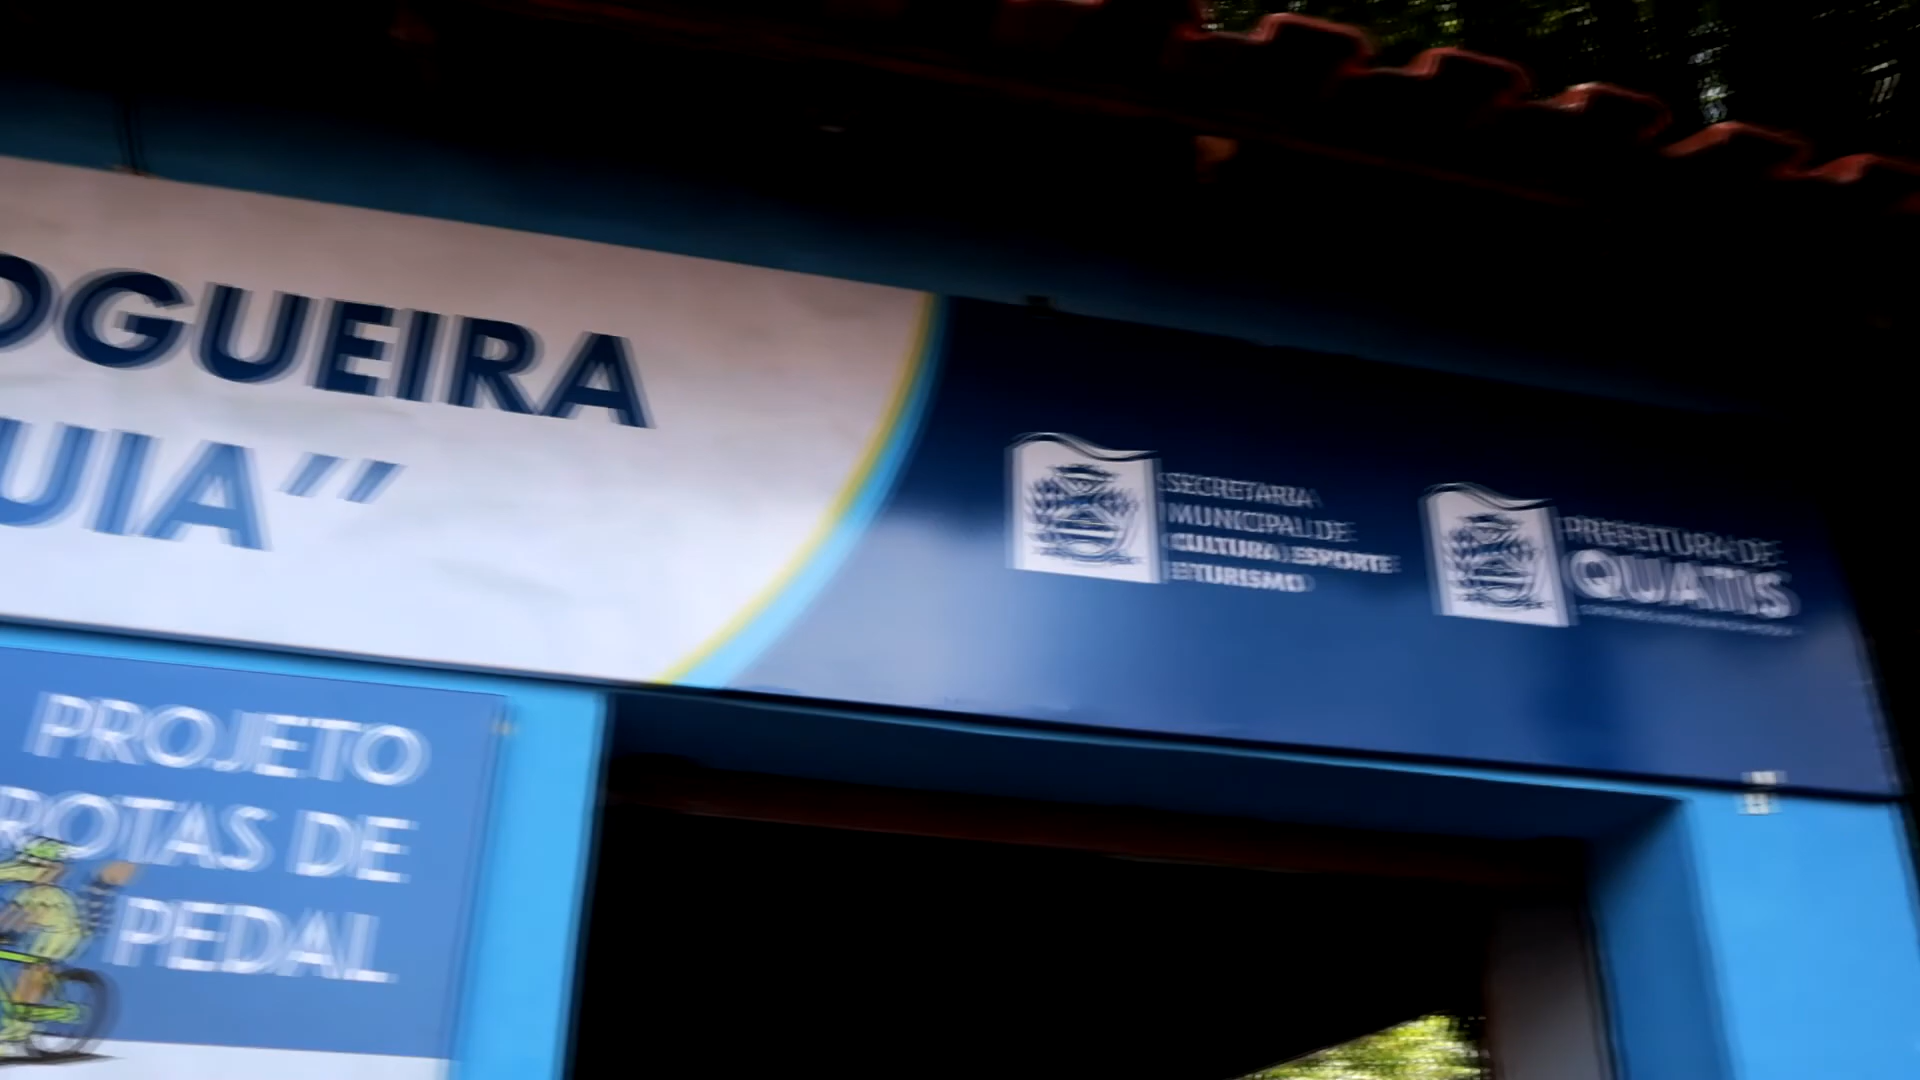 OGUEIRA
UIA"
SECRETARIA
MUNICIPAL DE
CULTURA, ESPORTE
E TURISMO
PREFEITURA DE
QUATIS
PROJETO
ROTAS DE
PEDAL